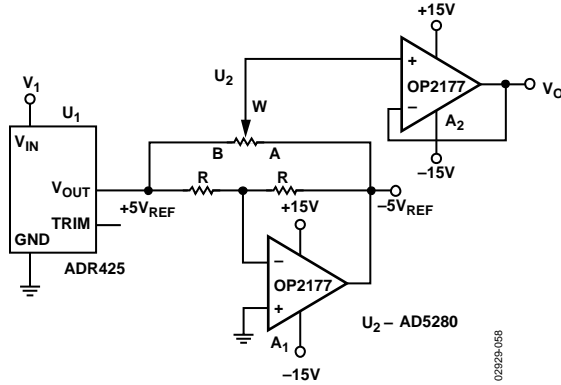 +15V
V1
U1
U2
+
OP2177
VO
W
−
VIN
A2
B
A
−15V
VOUT
R
R
+5VREF
+15V
−5VREF
TRIM
GND
−
ADR425
OP2177
+
U2 – AD5280
A1
−15V
02929-058